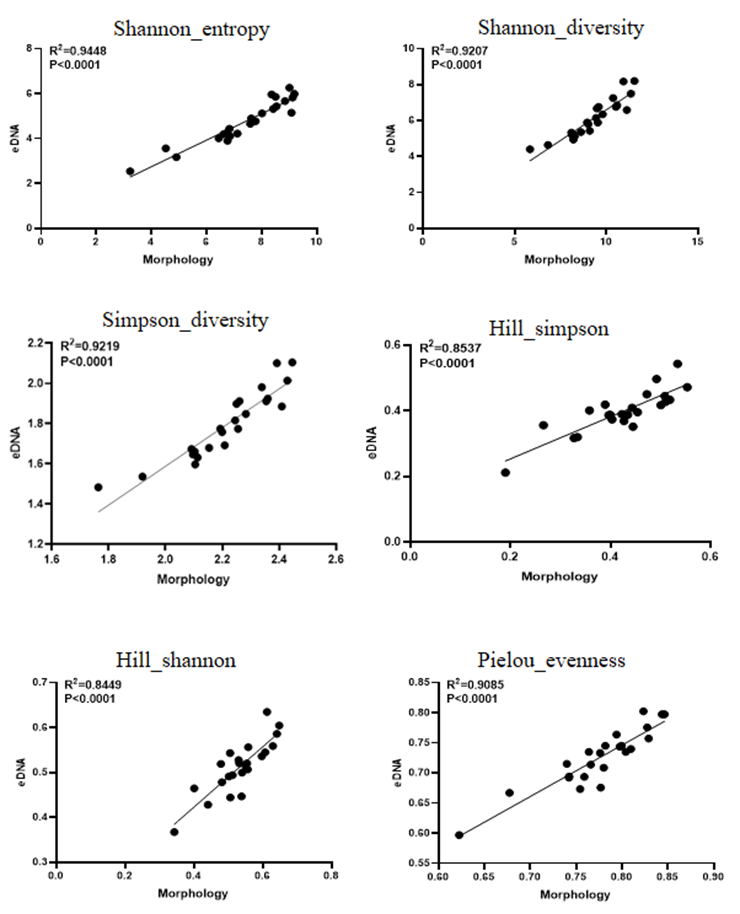 Shannon_entropy
R²=0.9448
P<0.0001
8
6
4
2
0
eDNA
0 2 4 6 8 10
Morphology
Shannon_diversity
R²=0.9207
P<0.0001
10
8
6
4
2
0
eDNA
0 5 10 15
Morphology
Simpson_diversity
R²=0.9219
P<0.0001
2.2
2.0
1.8
1.6
1.4
1.2
eDNA
1.6 1.8 2.0 2.2 2.4 2.6
Morphology
Hill_simpson
R²=0.8537
P<0.0001
0.6
0.4
0.2
0.0
eDNA
0.0 0.2 0.4 0.6
Morphology
Hill_shannon
R²=0.8449
P<0.0001
0.7
0.6
0.5
0.4
0.3
eDNA
0.0 0.2 0.4 0.6 0.8
Morphology
Pielou_evenness
R²=0.9085
P<0.0001
0.85
0.80
0.75
0.70
0.65
0.60
0.55
eDNA
0.60 0.65 0.70 0.75 0.80 0.85 0.90
Morphology